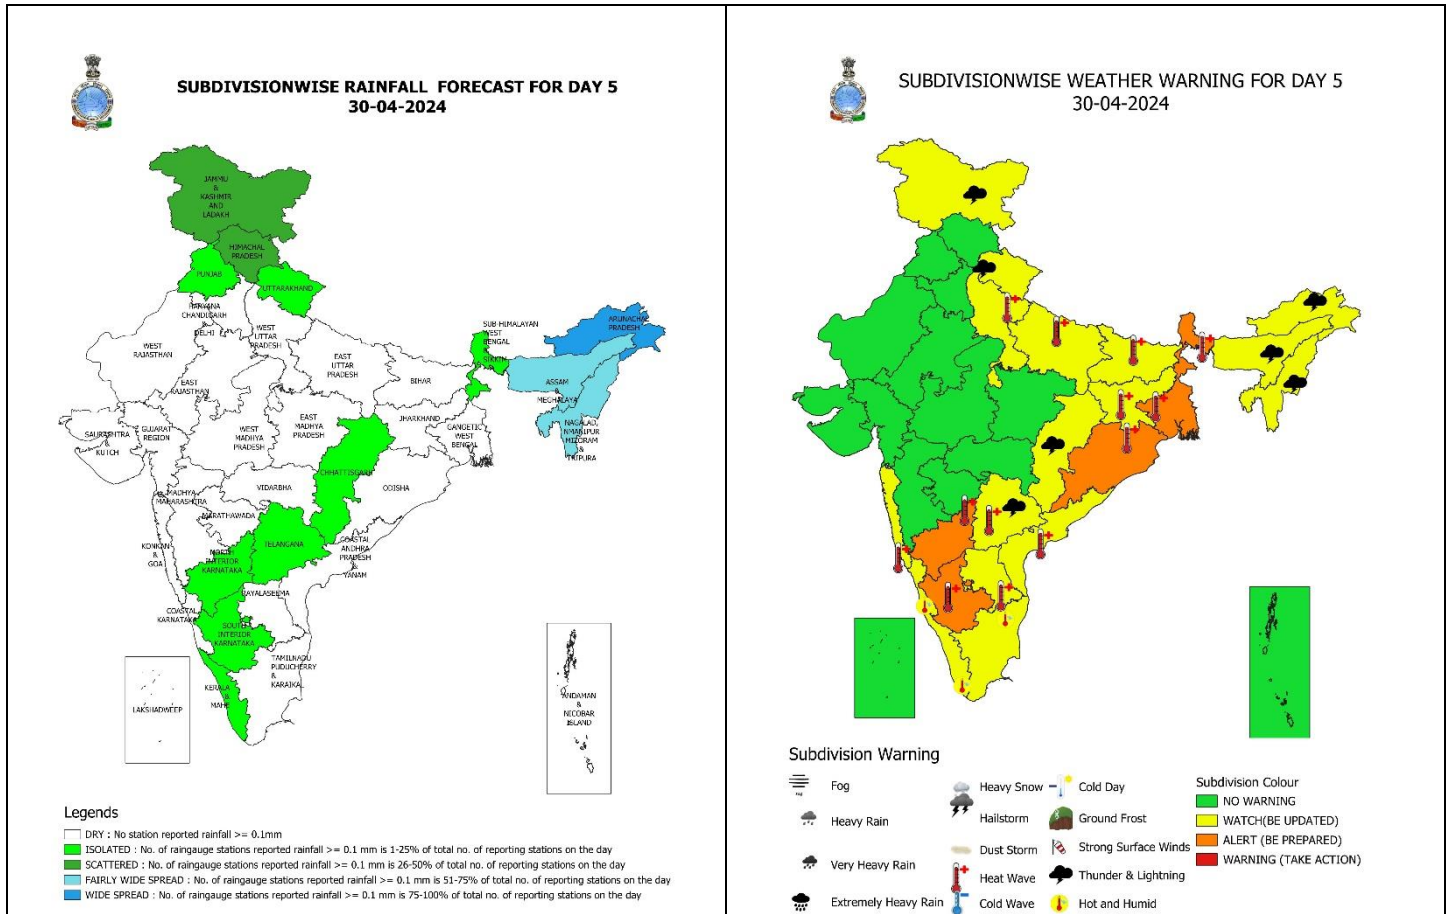 SUBDIVISIONWISE RAINFALL FORECAST FOR DAY 5
30-04-2024
JAMMU
&
KASHMIR
AND
LADAKH
HIMACHAL
PRADESH
PUNJAB
UTTARAKHAND
HARYANA
CHANDIGARH
&
DELHI
WEST
UTTAR
PRADESH
WEST
RAJASTHAN
EAST
RAJASTHAN
EAST
UTTAR
PRADESH
BIHAR
SUB-HIMALAYAN
WEST
BENGAL
&
SIKKIM
ARUNACHAL
PRADESH
ASSAM
&
MEGHALAYA
NAGALAD,
NMANIPUR
MIZORAM
&
TRIPURA
SAURASHTRA
&
KUTCH
GUJARAT
REGION
WEST
MADHYA
PRADESH
EAST
MADHYA
PRADESH
JHARKHAND
GANGETIC
WEST
BENGAL
CHHATTISGARH
ODISHA
VIDARBHA
MADHYA
MAHARASHTRA
MARATHAWADA
KONKAN
&
GOA
TELANGANA
COASTAL
ANDHRA
PRADESH
&
YANAM
NORTH
INTERIOR
KARNATAKA
RAYALASEEMA
COASTAL
KARNATAKA
SOUTH
INTERIOR
KARNATAKA
TAMILNADU
PUDUCHERRY
&
KARAIKAL
KERALA
&
MAHE
LAKSHADWEEP
ANDAMAN
&
NICOBAR
ISLAND
Legends
DRY : No station reported rainfall >= 0.1mm
ISOLATED : No. of raingauge stations reported rainfall >= 0.1 mm is 1-25% of total no. of reporting stations on the day
SCATTERED : No. of raingauge stations reported rainfall >= 0.1 mm is 26-50% of total no. of reporting stations on the day
FAIRLY WIDE SPREAD : No. of raingauge stations reported rainfall >= 0.1 mm is 51-75% of total no. of reporting stations on the day
WIDE SPREAD : No. of raingauge stations reported rainfall >= 0.1 mm is 75-100% of total no. of reporting stations on the day
SUBDIVISIONWISE WEATHER WARNING FOR DAY 5
30-04-2024
Subdivision Warning
Fog
Heavy Rain
Very Heavy Rain
Extremely Heavy Rain
Heavy Snow
Hailstorm
Dust Storm
Heat Wave
Cold Wave
Cold Day
Ground Frost
Strong Surface Winds
Thunder & Lightning
Hot and Humid
Subdivision Colour
NO WARNING
WATCH(BE UPDATED)
ALERT (BE PREPARED)
WARNING (TAKE ACTION)